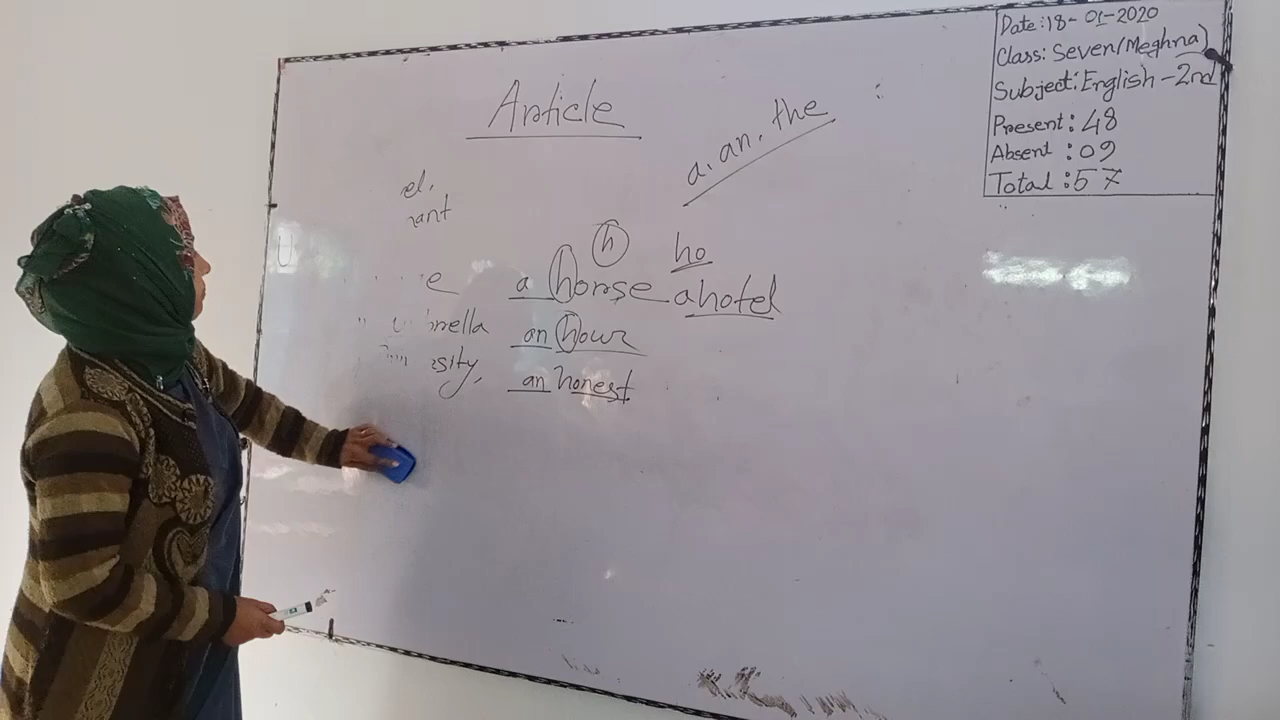 Date: 18-01-2020
Class: Seven (Meghna)
Subject: English-2nd
Present: 48
Absent: 09
Total: 57
Article
a, an, the
h ho
a horse a hotel
an hour
an honest